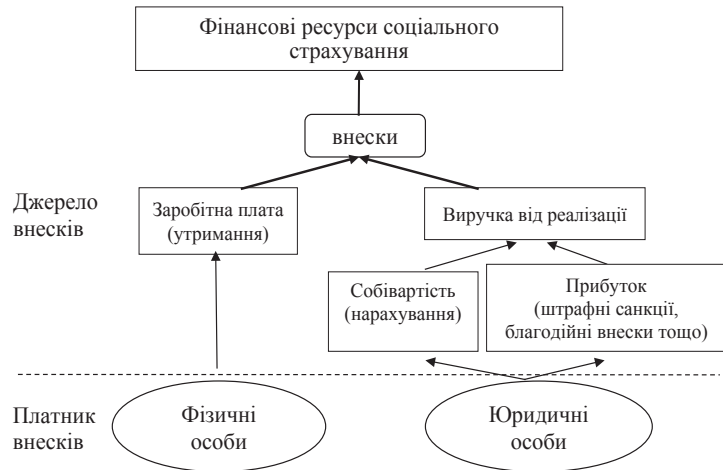 Фінансові ресурси соціального
страхування
внески
Джерело
внесків
Заробітна плата
(утримання)
Виручка від реалізації
Собівартість
(нарахування)
Прибуток
(штрафні санкції,
благодійні внески тощо)
Платник
внесків
Фізичні
особи
Юридичні
особи